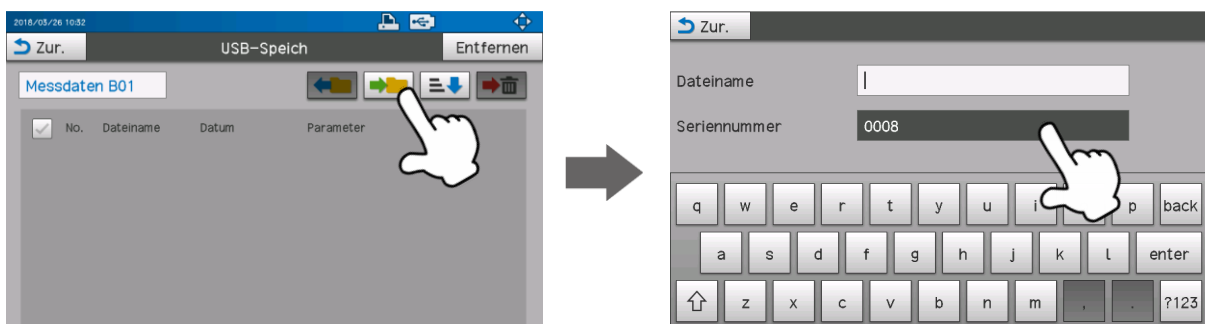 2018/03/26 10:32
Zur.
USB-Speich
Entfernen
Messdaten B01
No. Dateiname Datum Parameter
Zur.
Dateiname
Seriennummer 0008
q w e r t y u i p back
a s d f g h j k l enter
z x c v b n m , . ?123